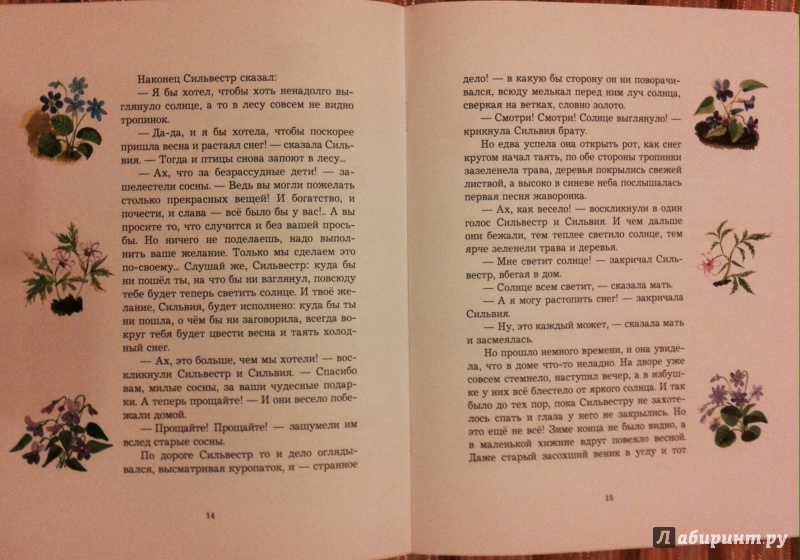 Наконец Сильвестр сказал:
— Я бы хотел, чтобы хоть ненадолго вы-
глянуло солнце, а то в лесу совсем не видно
тропинок.
— Да-да, и я бы хотела, чтобы поскорее
пришла весна и растаял снег! — сказала Силь-
вия. — Тогда и птицы снова запоют в лесу...
— Ах, что за безрассудные дети! — за-
шелестели сосны. — Ведь вы могли пожелать
столько прекрасных вещей! И богатство, и
почести, и слава — всё было бы у вас!.. А вы
просите то, что случится и без вашей прось-
бы. Но ничего не поделаешь, надо выпол-
нить ваше желание. Только мы сделаем это
по-своему... Слушай же, Сильвестр: куда бы
ни пошёл ты, на что бы ни взглянул, повсюду
тебе будет теперь светить солнце. И твоё же-
лание, Сильвия, будет исполнено: куда бы ты
ни пошла, о чём бы ни заговорила, всегда во-
круг тебя будет цвести весна и таять холод-
ный снег.
— Ах, это больше, чем мы хотели! — вос-
кликнули Сильвестр и Сильвия. — Спасибо
вам, милые сосны, за ваши чудесные подар-
ки. А теперь прощайте! — И они весело побе-
жали домой.
— Прощайте! Прощайте! — зашумели им
вслед старые сосны.
По дороге Сильвестр то и дело огляды-
вался, высматривая куропаток, и — странное
14
дело! — в какую бы сторону он ни поворачи-
вался, всюду мелькал перед ним луч солнца,
сверкая на ветках, словно золото.
— Смотри! Смотри! Солнце выглянуло! —
крикнула Сильвия брату.
Но едва успела она открыть рот, как снег
кругом начал таять, по обе стороны тропинки
зазеленела трава, деревья покрылись свежей
листвой, а высоко в синеве неба послышалась
первая песня жаворонка.
— Ах, как весело! — воскликнули в один
голос Сильвестр и Сильвия. И чем дальше
они бежали, тем теплее светило солнце, тем
ярче зеленели трава и деревья.
— Мне светит солнце! — закричал Силь-
вестр, вбегая в дом.
— Солнце всем светит, — сказала мать.
— А я могу растопить снег! — закричала
Сильвия.
— Ну, это каждый может, — сказала мать
и засмеялась.
Но прошло немного времени, и она увиде-
ла, что в доме что-то неладно. На дворе уже
совсем стемнело, наступил вечер, а в избуш-
ке у них всё блестело от яркого солнца. И так
было до тех пор, пока Сильвестру не захоте-
лось спать и глаза у него не закрылись. Но
это ещё не всё! Зиме конца не было видно, а
в маленькой хижине вдруг повеяло весной.
Даже старый засохший веник в углу и тот
15
Лабиринт.ру